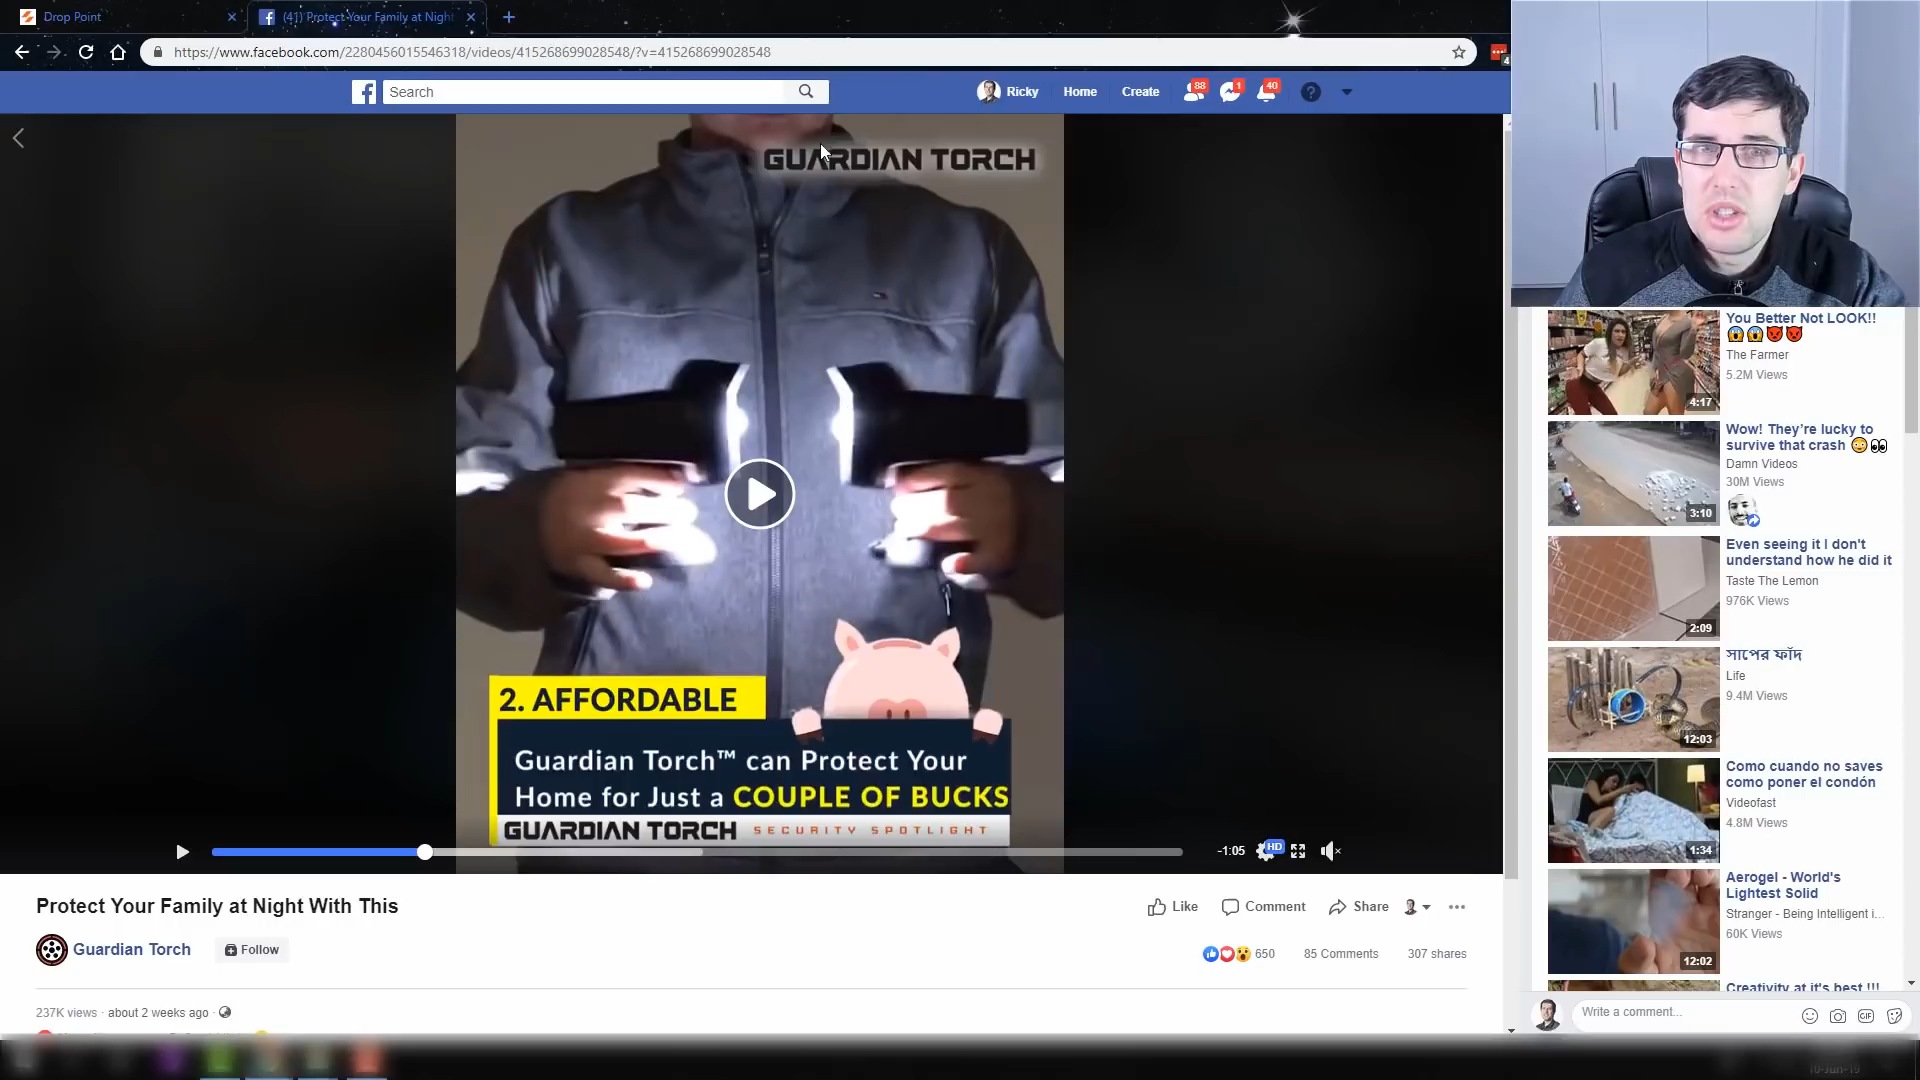 Drop Point
(41) Protect Your Family at Night
https://www.facebook.com/2280456015546318/videos/415268699028548/?v=415268699028548
4
Search
Ricky
Home
Create
88
1
40
GUARDIAN TORCH
2. AFFORDABLE
Guardian Torch™ can Protect Your
Home for Just a COUPLE OF BUCKS
GUARDIAN TORCH SECURITY SPOTLIGHT
-1:05
HD
Protect Your Family at Night With This
Like
Comment
Share
Guardian Torch
Follow
650
85 Comments
307 shares
237K views · about 2 weeks ago ·
You Better Not LOOK!!
😱😱👿👿
The Farmer
5.2M Views
4:17
Wow! They’re lucky to
survive that crash 😳👀
Damn Videos
30M Views
3:10
Even seeing it I don't
understand how he did it
Taste The Lemon
976K Views
2:09
সাপের ফাঁদ
Life
9.4M Views
12:03
Como cuando no saves
como poner el condón
Videofast
4.8M Views
1:34
Aerogel - World's
Lightest Solid
Stranger - Being Intelligent i...
60K Views
12:02
Creativity at it's best !!!
Write a comment...
GIF
10-Jun-19